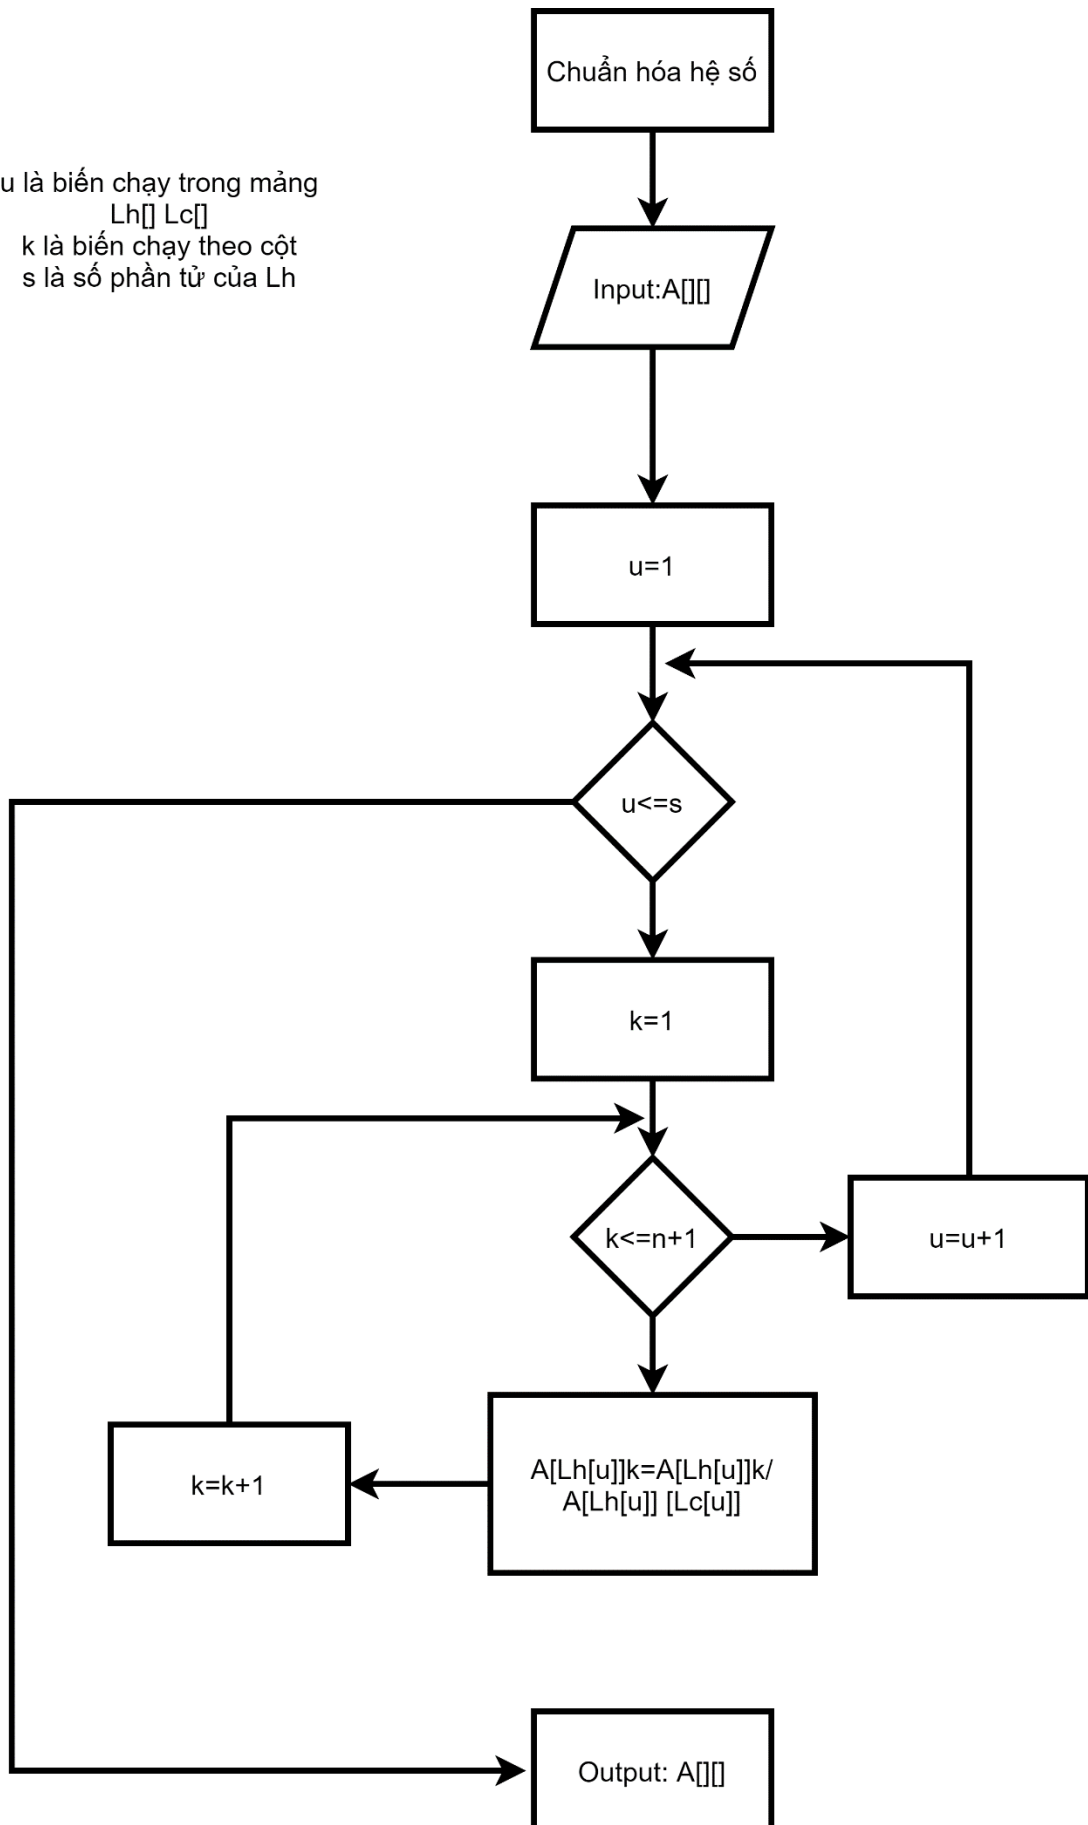 Chuẩn hóa hệ số
u là biến chạy trong mảng
Lh[] Lc[]
k là biến chạy theo cột
s là số phần tử của Lh
Input:A[][]
u=1
u<=s
k=1
k<=n+1
u=u+1
A[Lh[u]]k=A[Lh[u]]k/
A[Lh[u]] [Lc[u]]
k=k+1
Output: A[][]